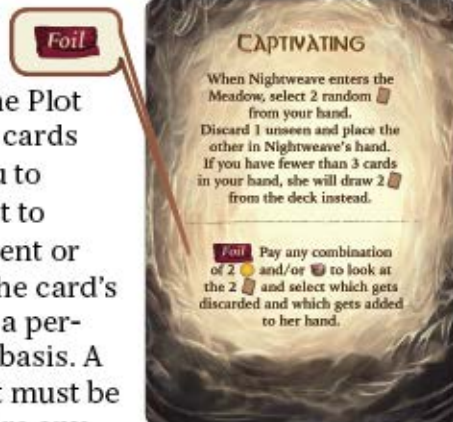 Foil
ne Plot
cards
u to
t to
ent or
he card's
a per-
basis. A
t must be
CAPTIVATING
When Nightweave enters the
Meadow, select 2 random
from your hand.
Discard 1 unseen and place the
other in Nightweave's hand.
If you have fewer than 3 cards
in your hand, she will draw 2
from the deck instead.
Foil Pay any combination
of 2 and/or to look at
the 2 and select which gets
discarded and which gets added
to her hand.